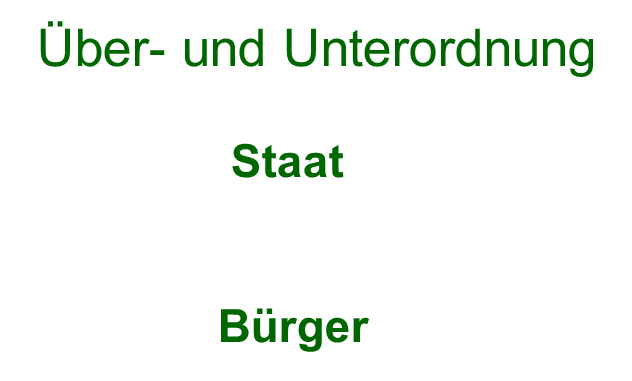 Über- und Unterordnung
Staat
Bürger